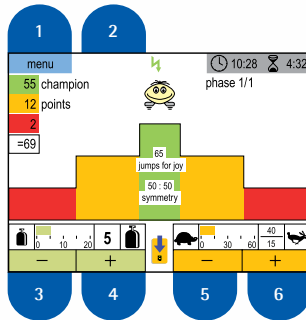 1 2
menu 10:28 4:32
55 champion phase 1/1
12 points
2
=69
65
jumps for joy
50 : 50
symmetry
0 10 20 5 0 30 60 40
15
8
− + − +
3 4 5 6